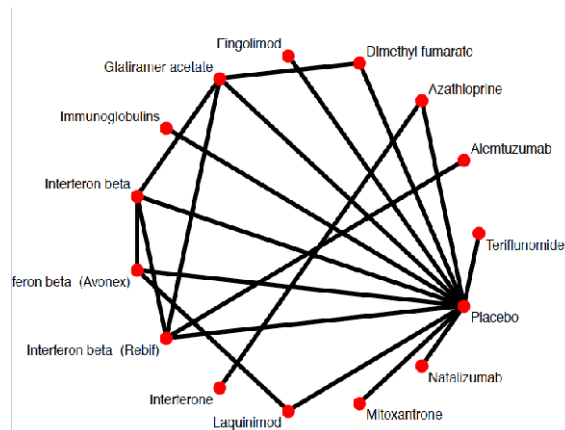 Fingolimod
Dimethyl fumarate
Glatiramer acetate
Azathioprine
Immunoglobulins
Alemtuzumab
Interferon beta
Teriflunomide
feron beta (Avonex)
Placebo
Interferon beta (Rebif)
Natalizumab
Interferone
Mitoxantrone
Laquinimod